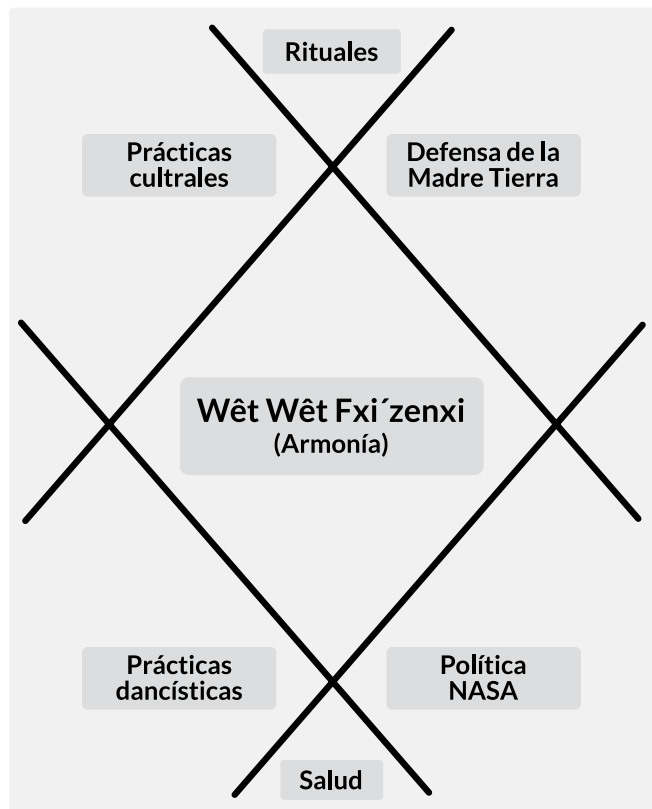 Rituales
Prácticas
cultrales
Defensa de la
Madre Tierra
Wêt Wêt Fxi´zenxi
(Armonía)
Prácticas
dancísticas
Política
NASA
Salud